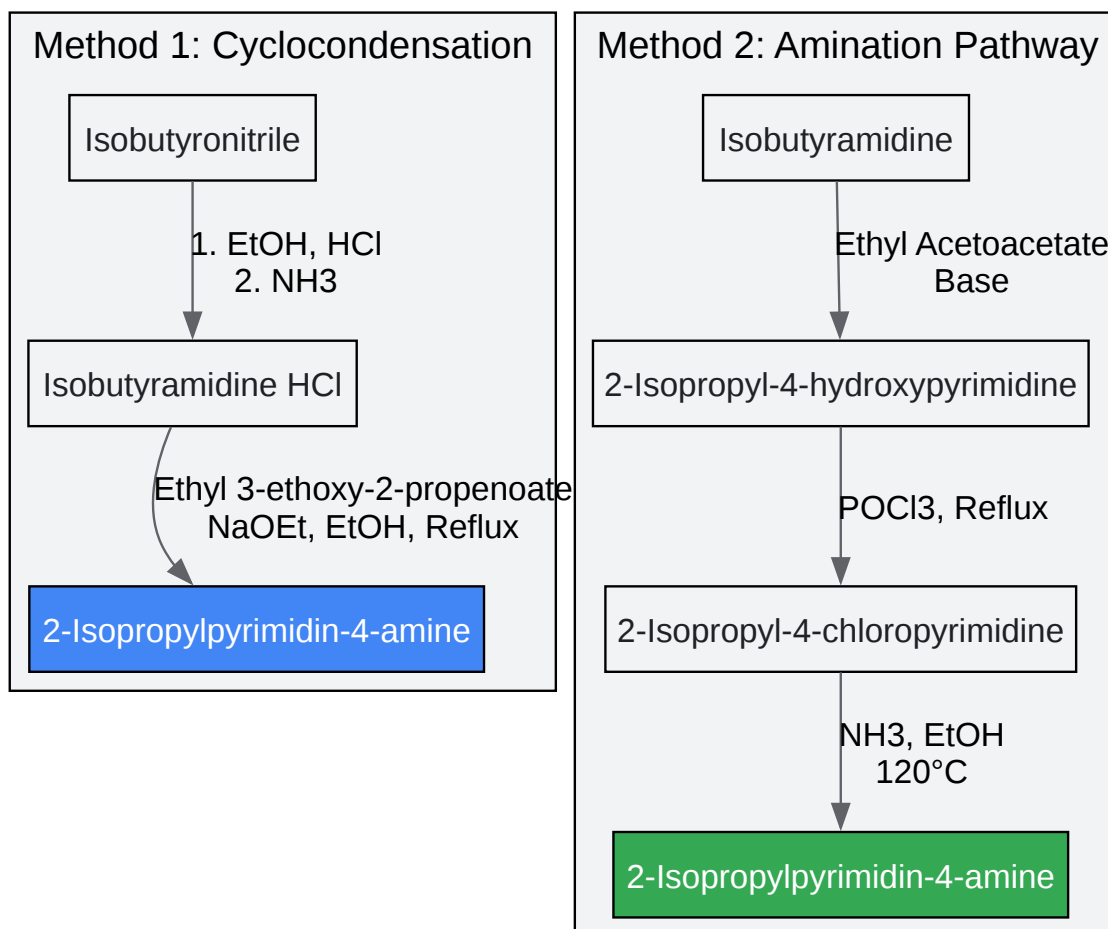 Method 1: Cyclocondensation
Isobutyronitrile
1. EtOH, HCl
2. NH3
Isobutyramidine HCl
Ethyl 3-ethoxy-2-propenoate
NaOEt, EtOH, Reflux
2-Isopropylpyrimidin-4-amine
Method 2: Amination Pathway
Isobutyramidine
Ethyl Acetoacetate
Base
2-Isopropyl-4-hydroxypyrimidine
POCl3, Reflux
2-Isopropyl-4-chloropyrimidine
NH3, EtOH
120°C
2-Isopropylpyrimidin-4-amine